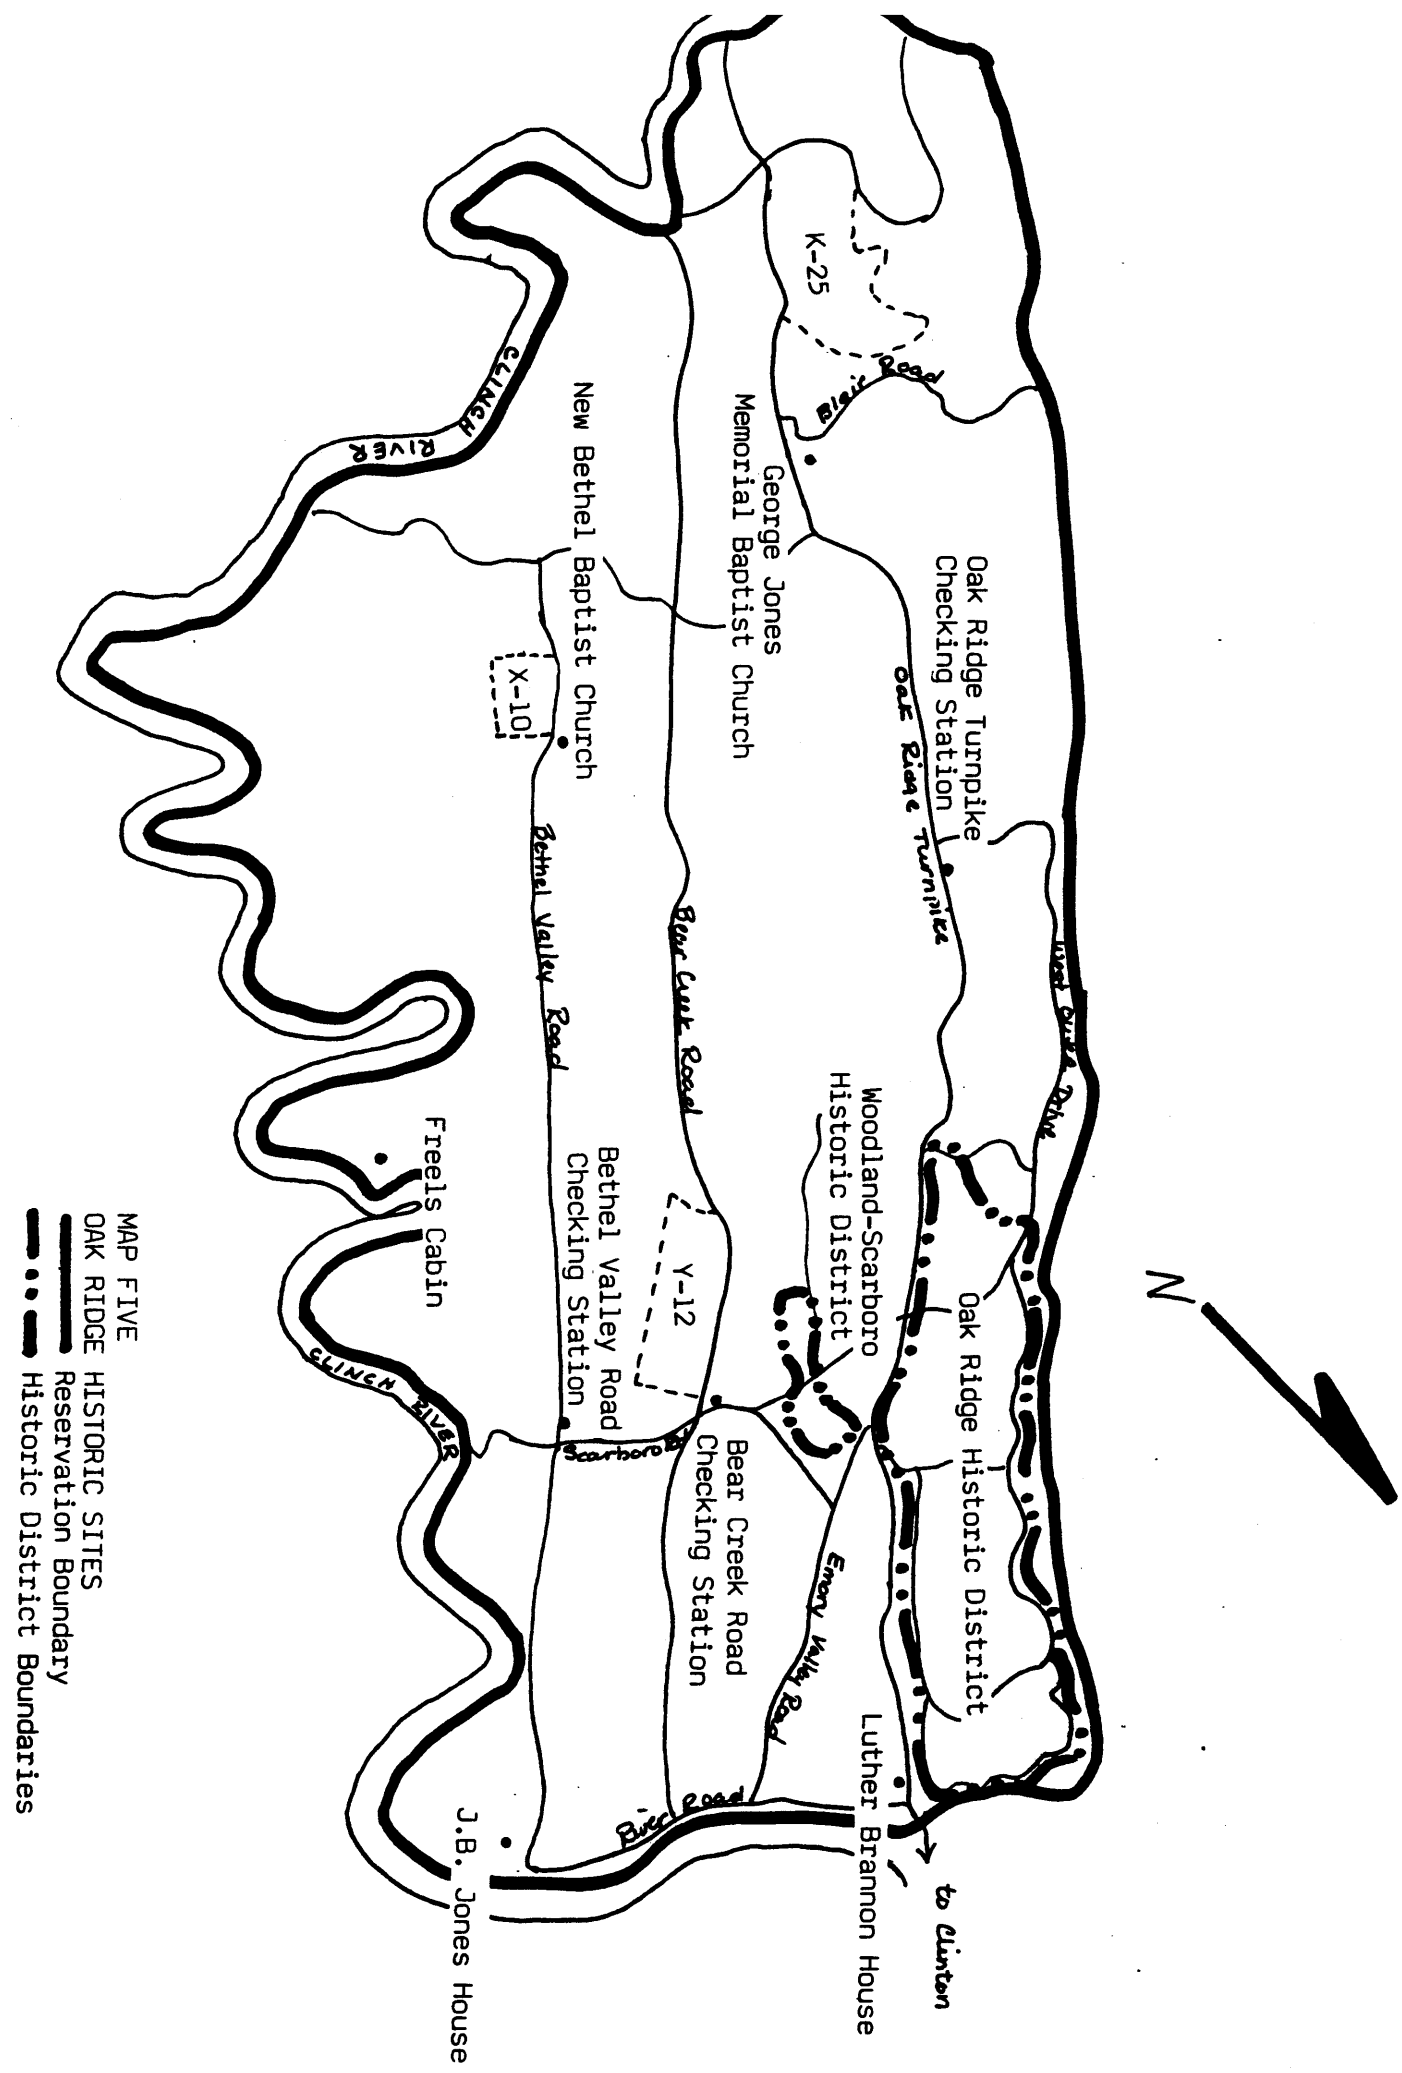 K-25
Blair Road
CLINCH RIVER
George Jones
Memorial Baptist Church
New Bethel Baptist Church
Oak Ridge Turnpike
Checking Station
Oak Ridge Turnpike
X-10
Bethel Valley Road
Bear Creek Road
West Outer Drive
Woodland-Scarboro
Historic District
Freels Cabin
Bethel Valley Road
Checking Station
Y-12
Oak Ridge Historic District
N
CLINCH RIVER
Scarboro Rd
Bear Creek Road
Checking Station
Emory Valley Road
Luther Brannon House
River Road
to Clinton
J.B. Jones House
MAP FIVE
OAK RIDGE HISTORIC SITES
Reservation Boundary
Historic District Boundaries